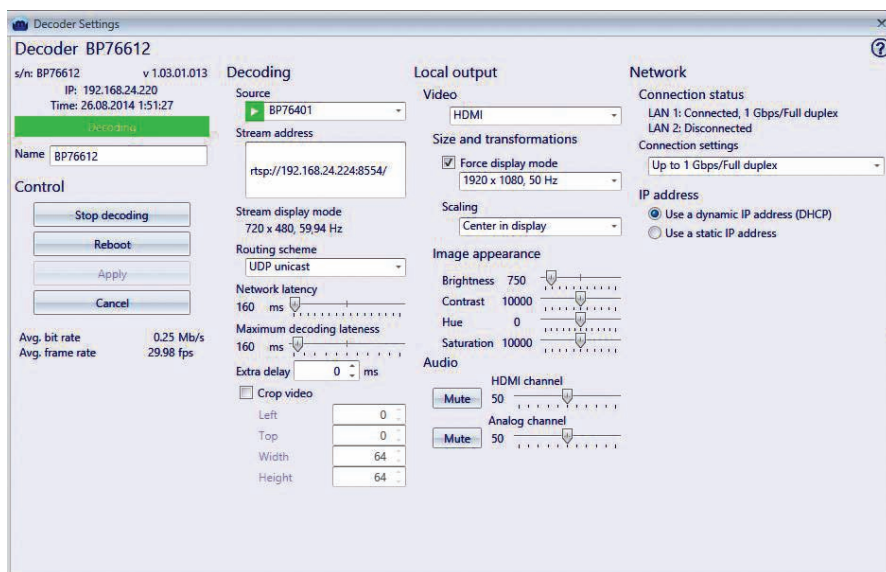 Decoder Settings
Decoder BP76612
s/n: BP76612 v 1.03.01.013
IP: 192.168.24.220
Time: 26.08.2014 1:51:27
Decoding
Name BP76612
Control
Stop decoding
Reboot
Apply
Cancel
Avg. bit rate 0.25 Mb/s
Avg. frame rate 29.98 fps
Decoding
Source
BP76401
Stream address
rtsp://192.168.24.224:8554/
Stream display mode
720 x 480, 59,94 Hz
Routing scheme
UDP unicast
Network latency
160 ms
Maximum decoding lateness
160 ms
Extra delay 0 ms
Crop video
Left 0
Top 0
Width 64
Height 64
Local output
Video
HDMI
Size and transformations
Force display mode
1920 x 1080, 50 Hz
Scaling
Center in display
Image appearance
Brightness 750
Contrast 10000
Hue 0
Saturation 10000
Audio
HDMI channel
Mute 50
Analog channel
Mute 50
Network
Connection status
LAN 1: Connected, 1 Gbps/Full duplex
LAN 2: Disconnected
Connection settings
Up to 1 Gbps/Full duplex
IP address
Use a dynamic IP address (DHCP)
Use a static IP address